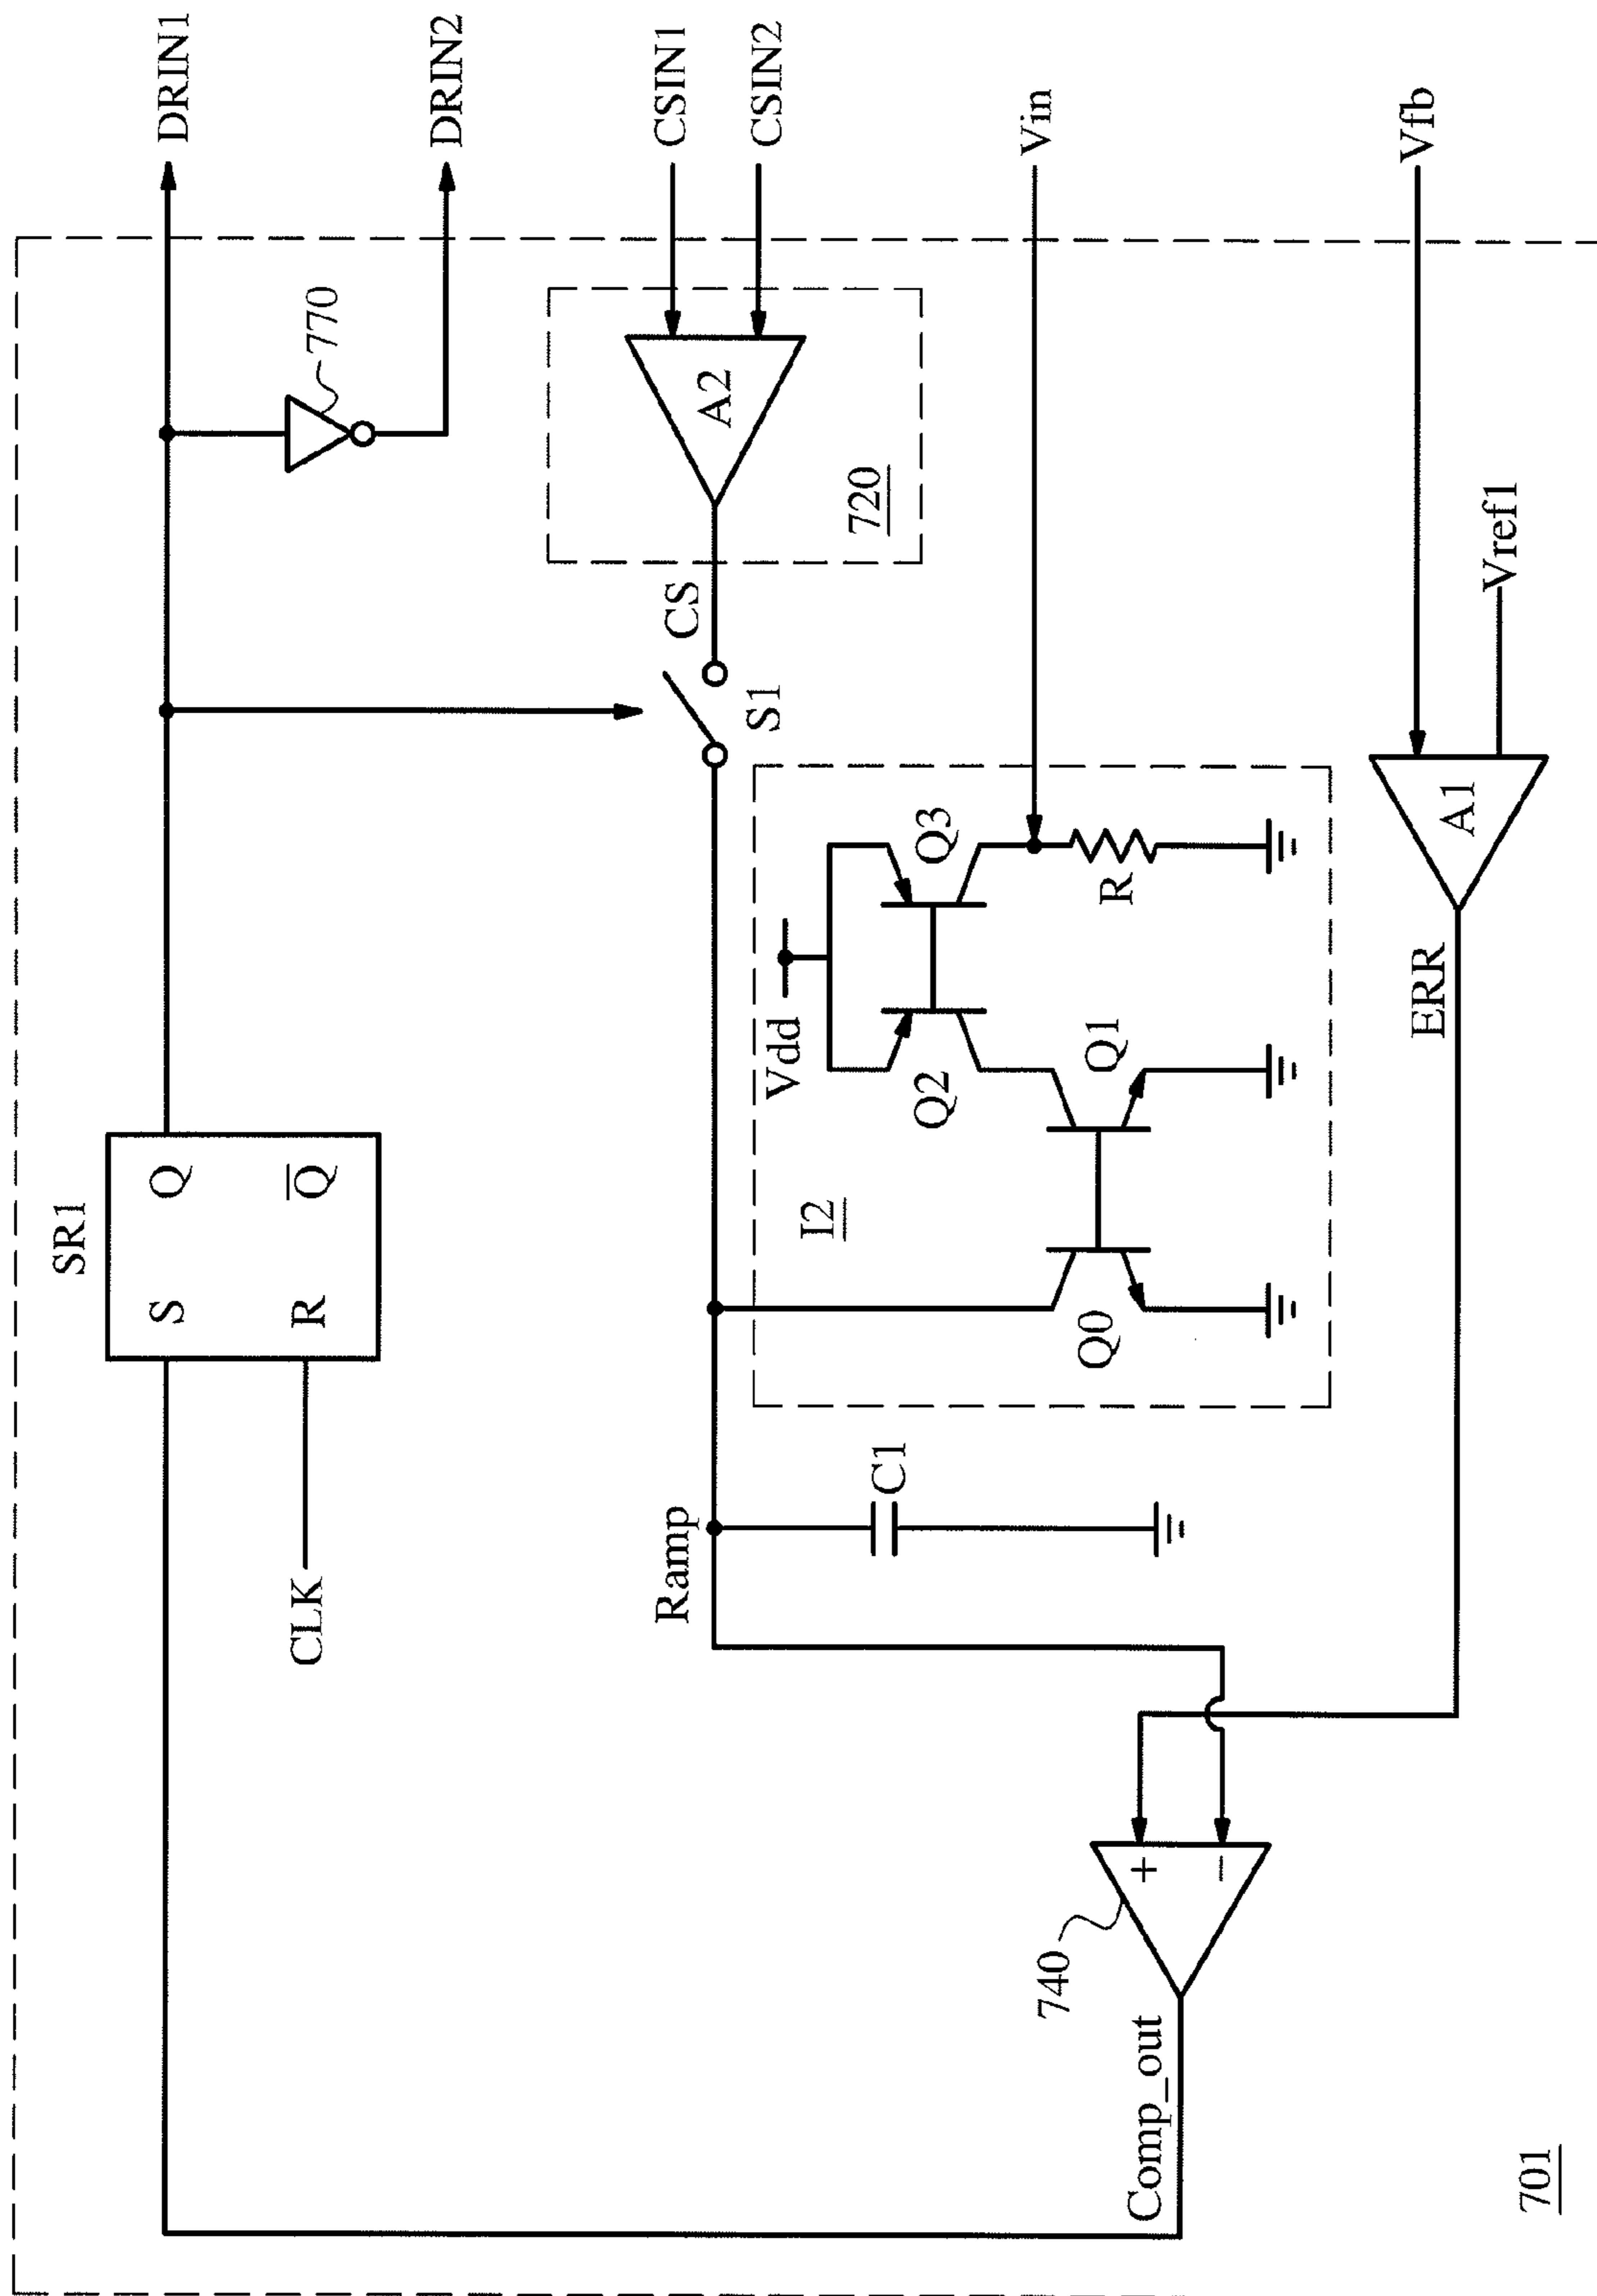 DRIN1
DRIN2
770
CSIN1
CSIN2
A2
720
CS
S1
SR1
S
Q
R
Q
CLK
Vin
Vdd
Q3
Q2
R
Q1
I2
Q0
Ramp
C1
Vfb
Vref1
A1
ERR
+
−
740
Comp_out
701